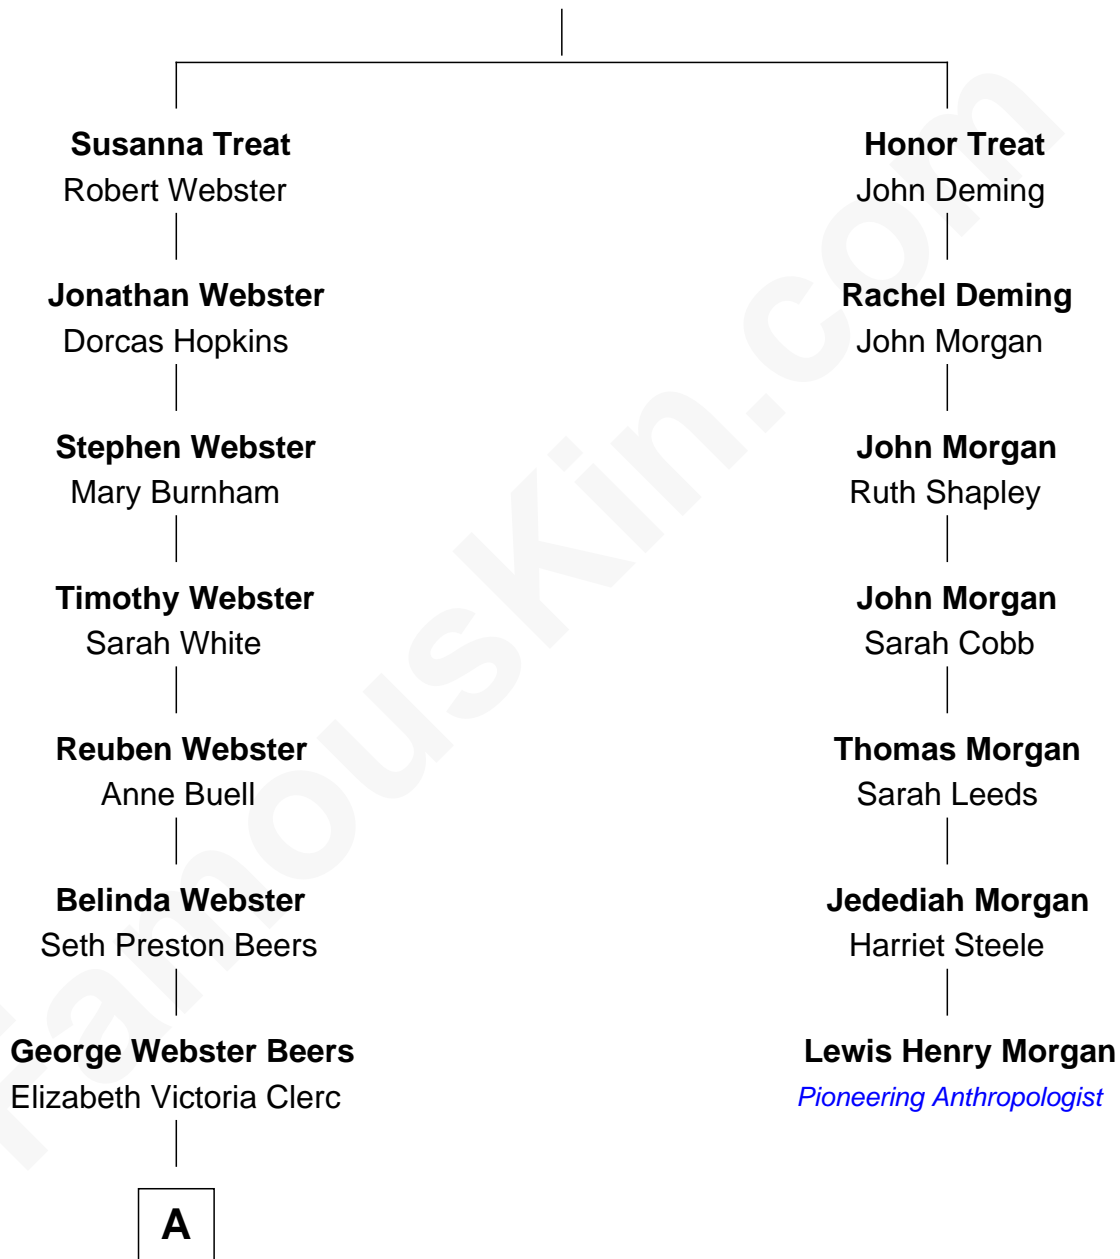 Susanna Treat
Robert Webster
Honor Treat
John Deming
Jonathan Webster
Dorcas Hopkins
Rachel Deming
John Morgan
Stephen Webster
Mary Burnham
John Morgan
Ruth Shapley
Timothy Webster
Sarah White
John Morgan
Sarah Cobb
Reuben Webster
Anne Buell
Thomas Morgan
Sarah Leeds
Belinda Webster
Seth Preston Beers
Jedediah Morgan
Harriet Steele
George Webster Beers
Elizabeth Victoria Clerc
Lewis Henry Morgan
Pioneering Anthropologist
A
FamousKin.com